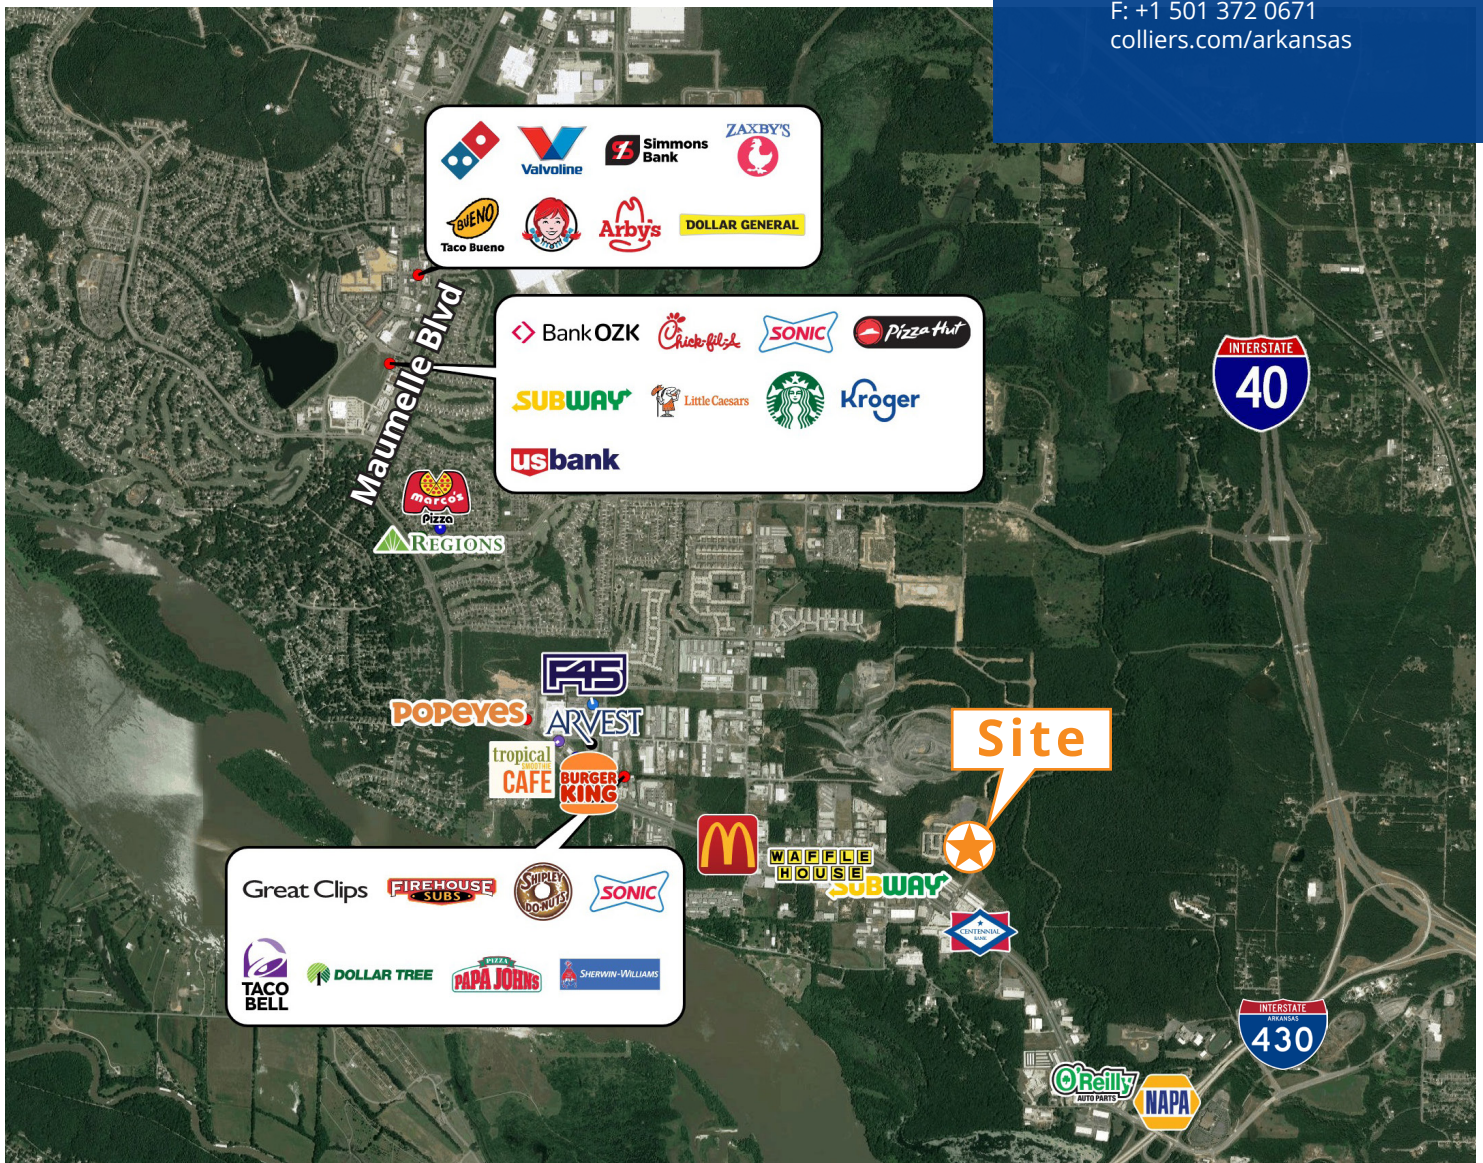 F: +1 501 372 0671
colliers.com/arkansas
Valvoline
Simmons
Bank
ZAXBY'S
BUENO
Taco Bueno
Arby's
DOLLAR GENERAL
Maumelle Blvd
Bank OZK
Chick-fil-A
SONIC
Pizza Hut
SUBWAY
Little Caesars
Kroger
usbank
INTERSTATE
40
marco's
Pizza
REGIONS
F45
POPEYES
ARVEST
tropical
SMOOTHIE
CAFE
BURGER
KING
Site
WAFFLE
HOUSE
SUBWAY
CENTENNIAL
BANK
Great Clips
FIREHOUSE
SUBS
SHIPLEY
DO-NUTS
SONIC
TACO
BELL
DOLLAR TREE
PIZZA
PAPA JOHNS
SHERWIN-WILLIAMS
INTERSTATE
ARKANSAS
430
O'Reilly
AUTO PARTS
NAPA